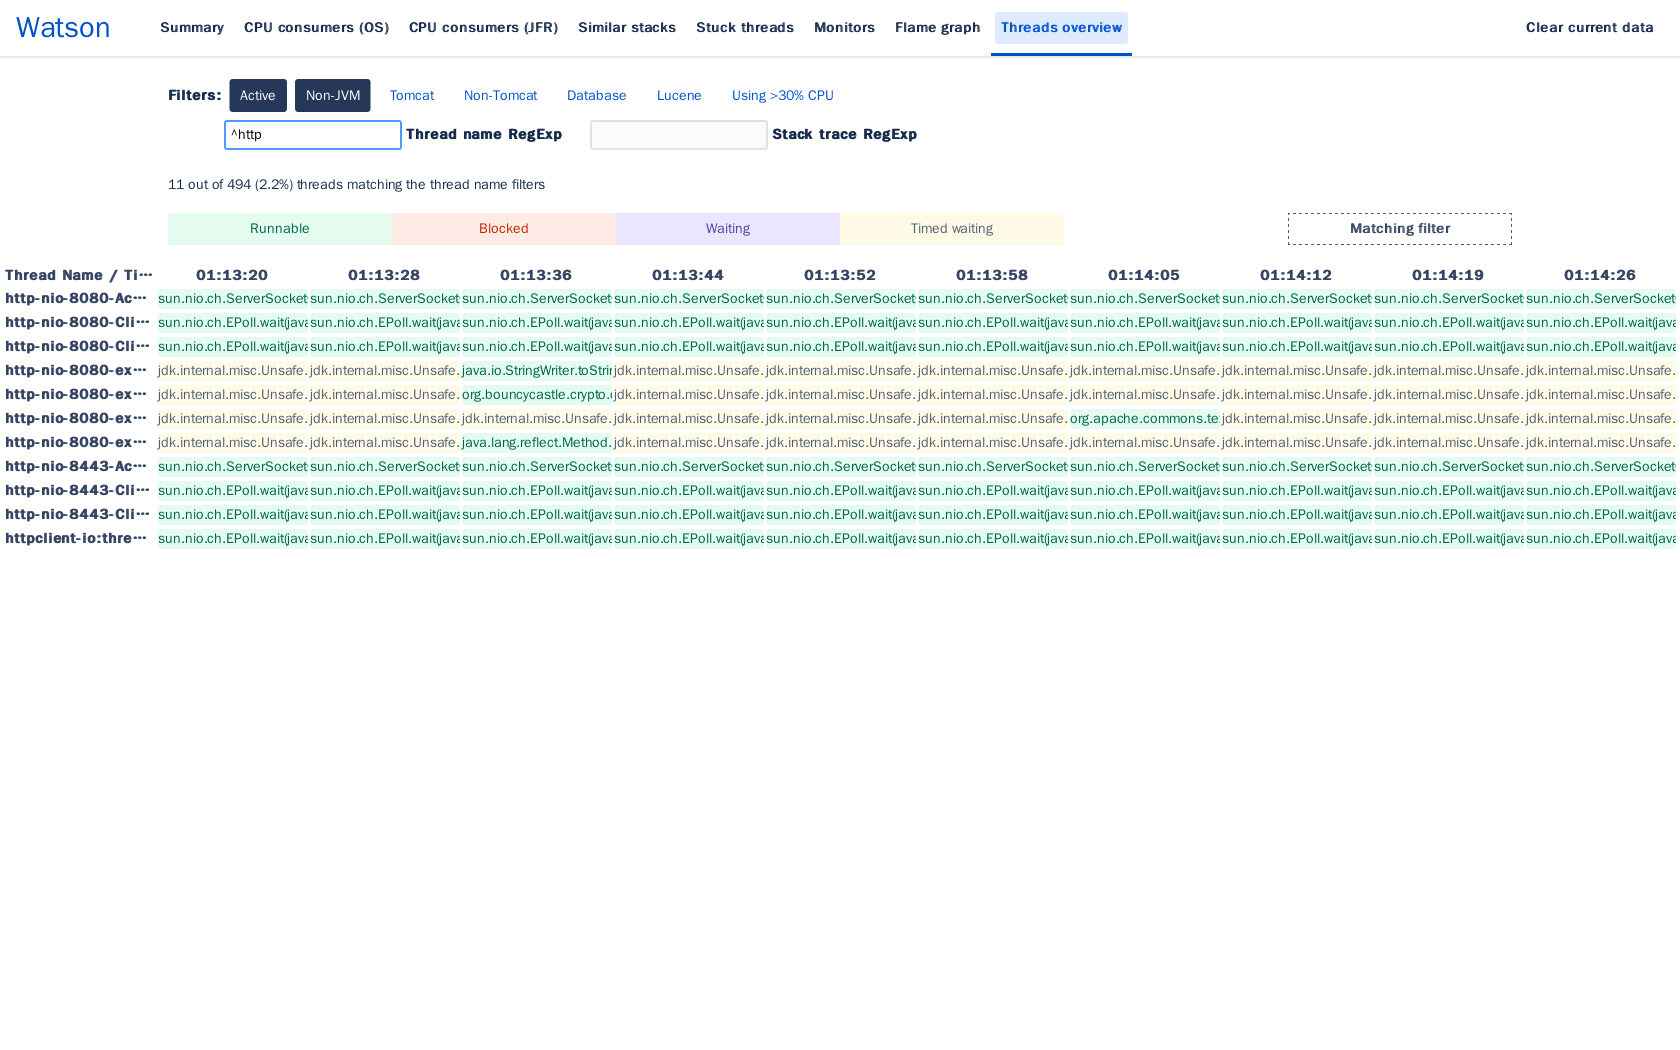 Watson Summary CPU consumers (OS) CPU consumers (JFR) Similar stacks Stuck threads Monitors Flame graph Threads overview Clear current data
Filters: Active Non-JVM Tomcat Non-Tomcat Database Lucene Using >30% CPU
^http Thread name RegExp Stack trace RegExp
11 out of 494 (2.2%) threads matching the thread name filters
Runnable Blocked Waiting Timed waiting Matching filter
Thread Name / Ti… 01:13:20 01:13:28 01:13:36 01:13:44 01:13:52 01:13:58 01:14:05 01:14:12 01:14:19 01:14:26
http-nio-8080-Ac… sun.nio.ch.ServerSocket sun.nio.ch.ServerSocket sun.nio.ch.ServerSocket sun.nio.ch.ServerSocket sun.nio.ch.ServerSocket sun.nio.ch.ServerSocket sun.nio.ch.ServerSocket sun.nio.ch.ServerSocket sun.nio.ch.ServerSocket sun.nio.ch.ServerSocket
http-nio-8080-Cli… sun.nio.ch.EPoll.wait(java sun.nio.ch.EPoll.wait(java sun.nio.ch.EPoll.wait(java sun.nio.ch.EPoll.wait(java sun.nio.ch.EPoll.wait(java sun.nio.ch.EPoll.wait(java sun.nio.ch.EPoll.wait(java sun.nio.ch.EPoll.wait(java sun.nio.ch.EPoll.wait(java sun.nio.ch.EPoll.wait(java
http-nio-8080-Cli… sun.nio.ch.EPoll.wait(java sun.nio.ch.EPoll.wait(java sun.nio.ch.EPoll.wait(java sun.nio.ch.EPoll.wait(java sun.nio.ch.EPoll.wait(java sun.nio.ch.EPoll.wait(java sun.nio.ch.EPoll.wait(java sun.nio.ch.EPoll.wait(java sun.nio.ch.EPoll.wait(java sun.nio.ch.EPoll.wait(java
http-nio-8080-ex… jdk.internal.misc.Unsafe. jdk.internal.misc.Unsafe. java.io.StringWriter.toStrin jdk.internal.misc.Unsafe. jdk.internal.misc.Unsafe. jdk.internal.misc.Unsafe. jdk.internal.misc.Unsafe. jdk.internal.misc.Unsafe. jdk.internal.misc.Unsafe. jdk.internal.misc.Unsafe.
http-nio-8080-ex… jdk.internal.misc.Unsafe. jdk.internal.misc.Unsafe. org.bouncycastle.crypto. jdk.internal.misc.Unsafe. jdk.internal.misc.Unsafe. jdk.internal.misc.Unsafe. jdk.internal.misc.Unsafe. jdk.internal.misc.Unsafe. jdk.internal.misc.Unsafe. jdk.internal.misc.Unsafe.
http-nio-8080-ex… jdk.internal.misc.Unsafe. jdk.internal.misc.Unsafe. jdk.internal.misc.Unsafe. jdk.internal.misc.Unsafe. jdk.internal.misc.Unsafe. jdk.internal.misc.Unsafe. org.apache.commons.te jdk.internal.misc.Unsafe. jdk.internal.misc.Unsafe. jdk.internal.misc.Unsafe.
http-nio-8080-ex… jdk.internal.misc.Unsafe. jdk.internal.misc.Unsafe. java.lang.reflect.Method. jdk.internal.misc.Unsafe. jdk.internal.misc.Unsafe. jdk.internal.misc.Unsafe. jdk.internal.misc.Unsafe. jdk.internal.misc.Unsafe. jdk.internal.misc.Unsafe. jdk.internal.misc.Unsafe.
http-nio-8443-Ac… sun.nio.ch.ServerSocket sun.nio.ch.ServerSocket sun.nio.ch.ServerSocket sun.nio.ch.ServerSocket sun.nio.ch.ServerSocket sun.nio.ch.ServerSocket sun.nio.ch.ServerSocket sun.nio.ch.ServerSocket sun.nio.ch.ServerSocket sun.nio.ch.ServerSocket
http-nio-8443-Cli… sun.nio.ch.EPoll.wait(java sun.nio.ch.EPoll.wait(java sun.nio.ch.EPoll.wait(java sun.nio.ch.EPoll.wait(java sun.nio.ch.EPoll.wait(java sun.nio.ch.EPoll.wait(java sun.nio.ch.EPoll.wait(java sun.nio.ch.EPoll.wait(java sun.nio.ch.EPoll.wait(java sun.nio.ch.EPoll.wait(java
http-nio-8443-Cli… sun.nio.ch.EPoll.wait(java sun.nio.ch.EPoll.wait(java sun.nio.ch.EPoll.wait(java sun.nio.ch.EPoll.wait(java sun.nio.ch.EPoll.wait(java sun.nio.ch.EPoll.wait(java sun.nio.ch.EPoll.wait(java sun.nio.ch.EPoll.wait(java sun.nio.ch.EPoll.wait(java sun.nio.ch.EPoll.wait(java
httpclient-io:thre… sun.nio.ch.EPoll.wait(java sun.nio.ch.EPoll.wait(java sun.nio.ch.EPoll.wait(java sun.nio.ch.EPoll.wait(java sun.nio.ch.EPoll.wait(java sun.nio.ch.EPoll.wait(java sun.nio.ch.EPoll.wait(java sun.nio.ch.EPoll.wait(java sun.nio.ch.EPoll.wait(java sun.nio.ch.EPoll.wait(java